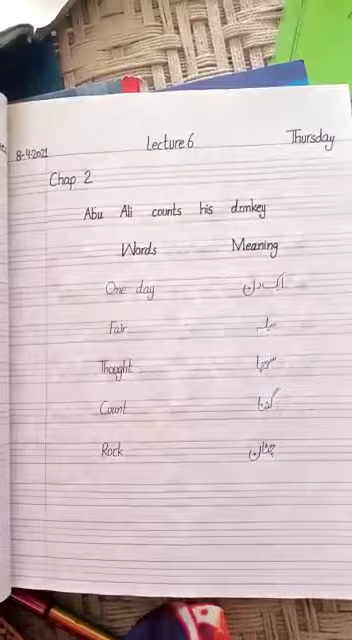 8-4-2021 Lecture 6 Thursday
Chap 2
Abu Ali counts his donkey
Words Meaning
One day ایک دن
Fair میلہ
Thought سوچا
Count گننا
Rock چٹان